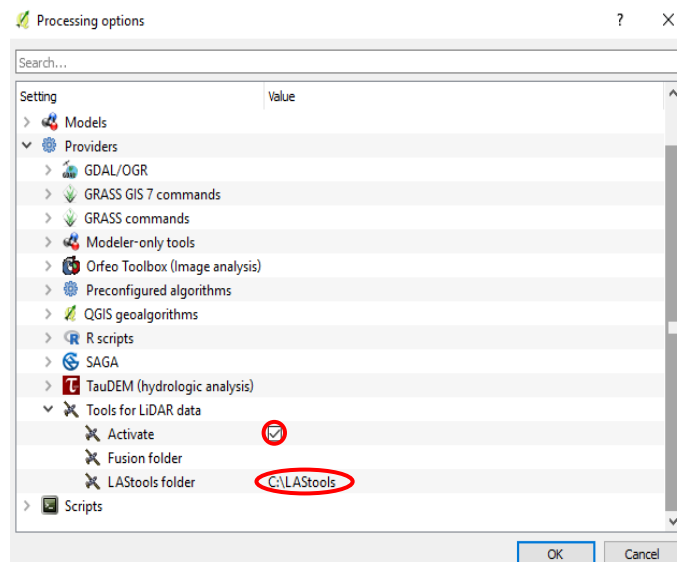 Processing options ? ×
Search...
Setting Value
Models
Providers
GDAL/OGR
GRASS GIS 7 commands
GRASS commands
Modeler-only tools
Orfeo Toolbox (Image analysis)
Preconfigured algorithms
QGIS geoalgorithms
R scripts
SAGA
TauDEM (hydrologic analysis)
Tools for LiDAR data
Activate
Fusion folder
LAStools folder C:\LAStools
Scripts
OK Cancel